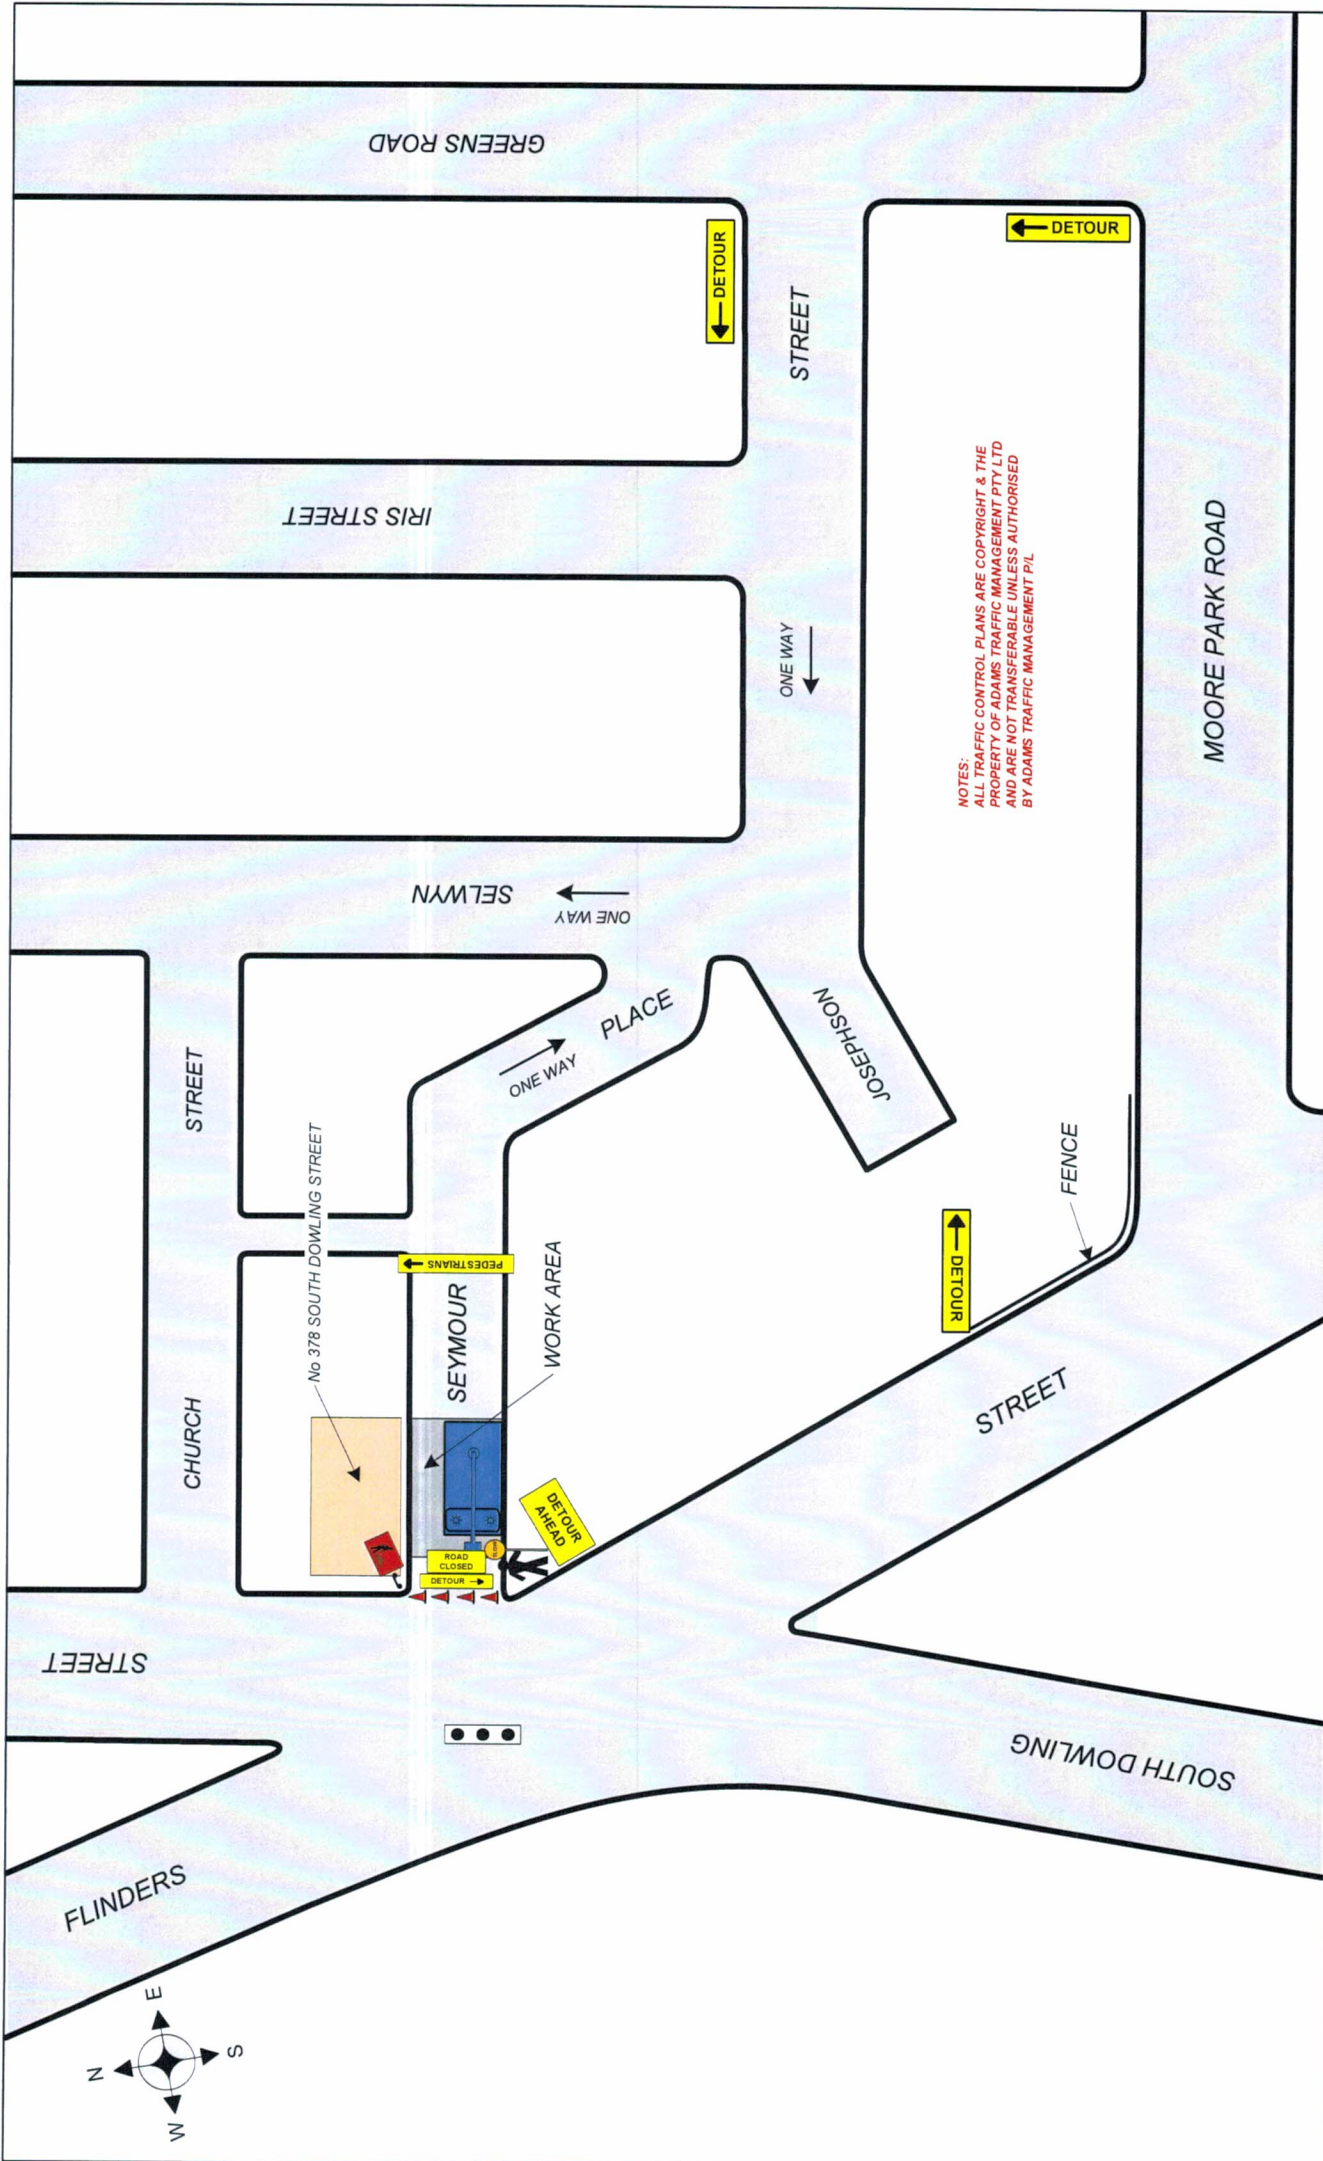 GREENS ROAD
DETOUR
DETOUR
STREET
IRIS STREET
ONE WAY
NOTES:
ALL TRAFFIC CONTROL PLANS ARE COPYRIGHT & THE
PROPERTY OF ADAMS TRAFFIC MANAGEMENT PTY LTD
AND ARE NOT TRANSFERABLE UNLESS AUTHORISED
BY ADAMS TRAFFIC MANAGEMENT P/L
MOORE PARK ROAD
SELWYN
ONE WAY
PLACE
ONE WAY
JOSEPHSON
STREET
No 378 SOUTH DOWLING STREET
FENCE
DETOUR
PEDESTRIANS
SEYMOUR
WORK AREA
CHURCH
STREET
DETOUR
AHEAD
ROAD
CLOSED
DETOUR
STREET
SOUTH DOWLING
FLINDERS
N
E
S
W